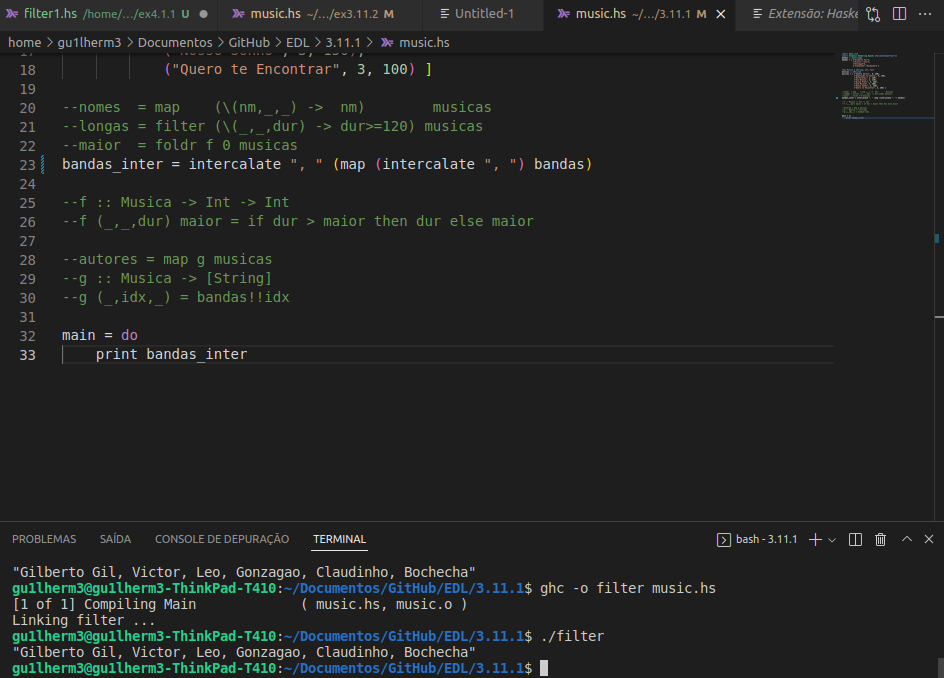 filter1.hs /home/.../ex4.1.1 U
music.hs ~/.../ex3.11.2 M
Untitled-1
music.hs ~/.../3.11.1 M
Extensão: Haske
home > gu1lherm3 > Documentos > GitHub > EDL > 3.11.1 > music.hs
18 ("Quero te Encontrar", 3, 100) ]
19
20 --nomes  = map    (\(nm,_,_) ->  nm)        musicas
21 --longas = filter (\(_,_,dur) -> dur>=120) musicas
22 --maior  = foldr f 0 musicas
23 bandas_inter = intercalate ", " (map (intercalate ", ") bandas)
24
25 --f :: Musica -> Int -> Int
26 --f (_,_,dur) maior = if dur > maior then dur else maior
27
28 --autores = map g musicas
29 --g :: Musica -> [String]
30 --g (_,idx,_) = bandas!!idx
31
32 main = do
33     print bandas_inter
PROBLEMAS SAÍDA CONSOLE DE DEPURAÇÃO TERMINAL
bash - 3.11.1
"Gilberto Gil, Victor, Leo, Gonzagao, Claudinho, Bochecha"
gu1lherm3@gu1lherm3-ThinkPad-T410:~/Documentos/GitHub/EDL/3.11.1$ ghc -o filter music.hs
[1 of 1] Compiling Main             ( music.hs, music.o )
Linking filter ...
gu1lherm3@gu1lherm3-ThinkPad-T410:~/Documentos/GitHub/EDL/3.11.1$ ./filter
"Gilberto Gil, Victor, Leo, Gonzagao, Claudinho, Bochecha"
gu1lherm3@gu1lherm3-ThinkPad-T410:~/Documentos/GitHub/EDL/3.11.1$